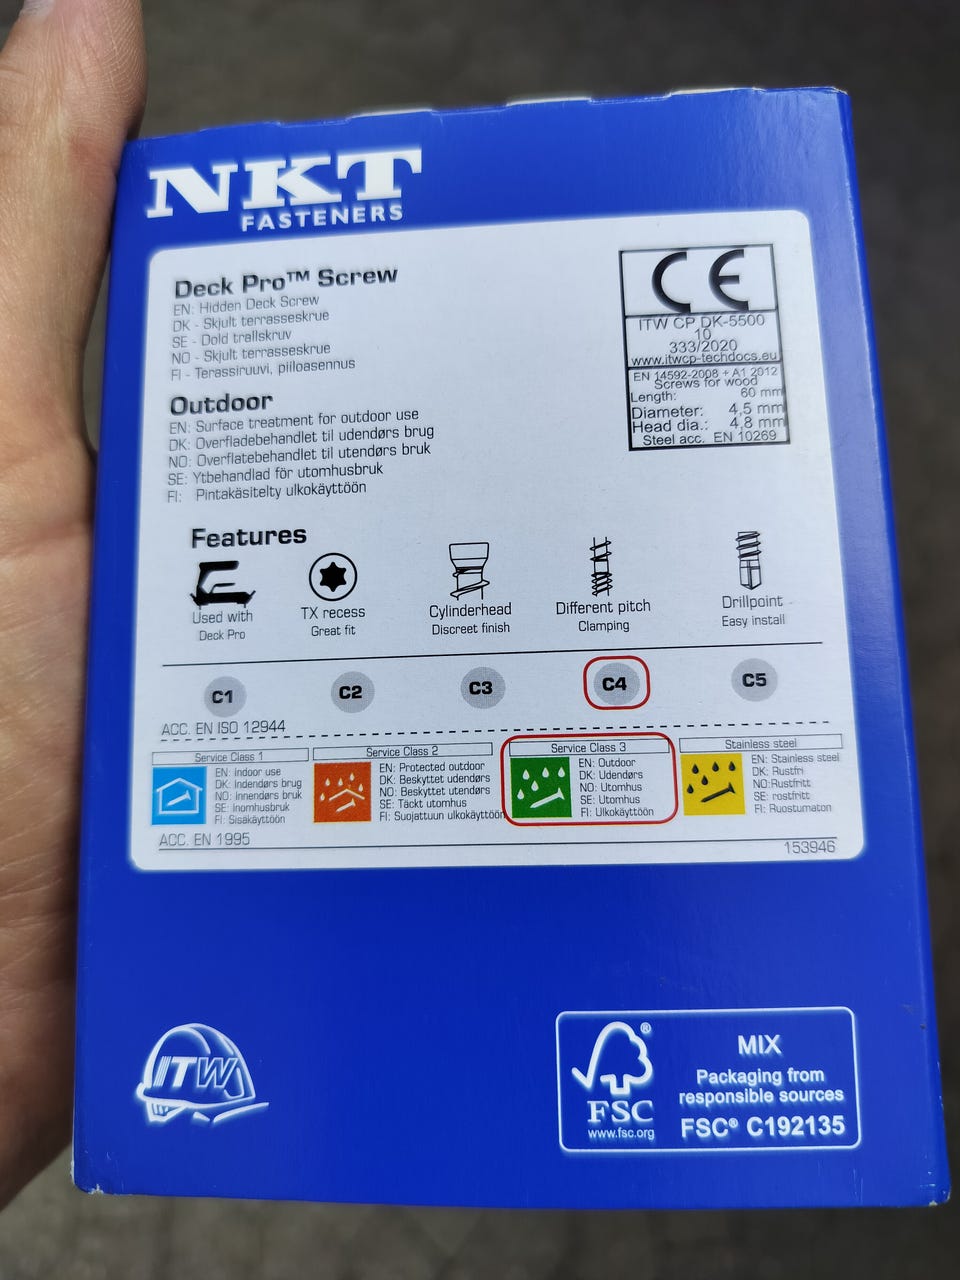 NKT
FASTENERS
Deck Pro™ Screw
EN: Hidden Deck Screw
DK - Skjult terrasseskrue
SE - Dold trallskruv
NO - Skjult terrasseskrue
FI - Terassiruuvi, piiloasennus
Outdoor
EN: Surface treatment for outdoor use
DK: Overfladebehandlet til udendørs brug
NO: Overflatebehandlet til utendørs bruk
SE: Ytbehandlad för utomhusbruk
FI: Pintakäsitelty ulkokäyttöön
CE
ITW CP DK-5500
10
333/2020
www.itwcp-techdocs.eu
EN 14592-2008 + A1 2012
Screws for wood
Length: 60 mm
Diameter: 4,5 mm
Head dia.: 4,8 mm
Steel acc. EN 10269
Features
Used with
Deck Pro
TX recess
Great fit
Cylinderhead
Discreet finish
Different pitch
Clamping
Drillpoint
Easy install
C1 C2 C3 C4 C5
ACC. EN ISO 12944
Service Class 1
EN: Indoor use
DK: Indendørs brug
NO: Innendørs bruk
SE: Inomhusbruk
FI: Sisäkäyttöön
Service Class 2
EN: Protected outdoor
DK: Beskyttet udendørs
NO: Beskyttet utendørs
SE: Täckt utomhus
FI: Suojattuun ulkokäyttöön
Service Class 3
EN: Outdoor
DK: Udendørs
NO: Utomhus
SE: Utomhus
FI: Ulkokäyttöön
Stainless steel
EN: Stainless steel
DK: Rustfri
NO:Rustfritt
SE: rostfritt
FI: Ruostumaton
ACC. EN 1995
153946
ITW
FSC®
www.fsc.org
MIX
Packaging from
responsible sources
FSC® C192135